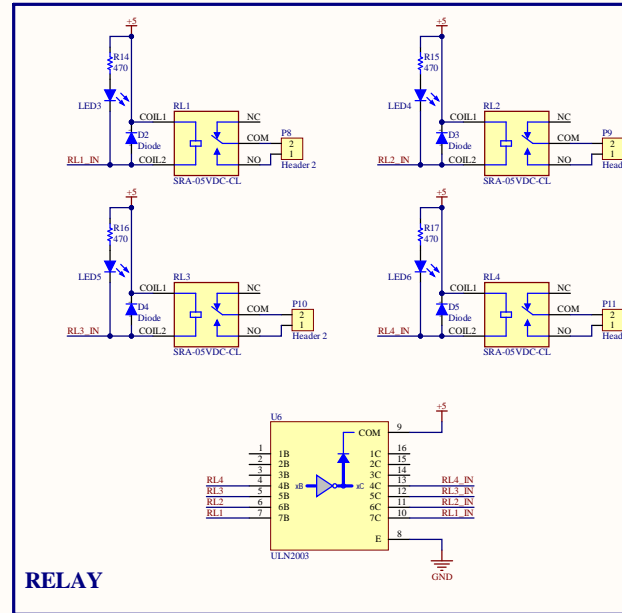 +5
R14
470
LED3
COIL1
RL1
NC
D2
Diode
COM
P8
2
1
RL1_IN
COIL2
NO
Header 2
SRA-05VDC-CL
+5
R15
470
LED4
COIL1
RL2
NC
D3
Diode
COM
P9
2
1
RL2_IN
COIL2
NO
Header 2
SRA-05VDC-CL
+5
R16
470
LED5
COIL1
RL3
NC
D4
Diode
COM
P10
2
1
RL3_IN
COIL2
NO
Header 2
SRA-05VDC-CL
+5
R17
470
LED6
COIL1
RL4
NC
D5
Diode
COM
P11
2
1
RL4_IN
COIL2
NO
Header
SRA-05VDC-CL
U6
+5
COM 9
1 1B 1C 16
2 2B 2C 15
3 3B 3C 14
RL4 4 4B 4C 13 RL4_IN
RL3 5 5B 5C 12 RL3_IN
RL2 6 6B 6C 11 RL2_IN
RL1 7 7B 7C 10 RL1_IN
xB xC
E 8
ULN2003
GND
RELAY